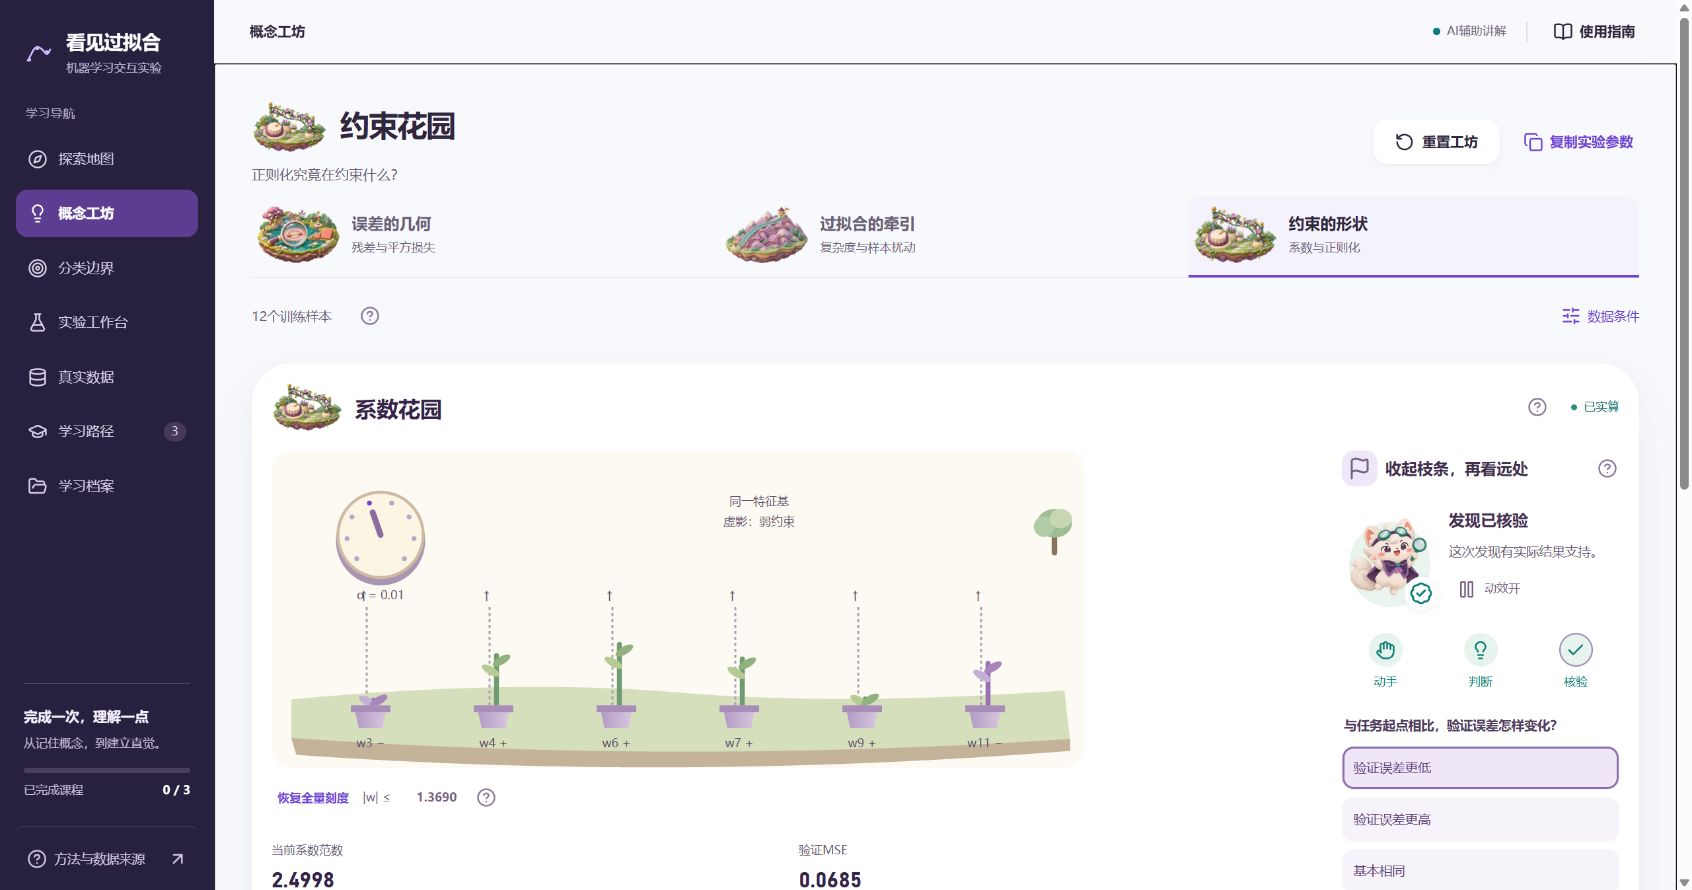 看见过拟合
机器学习交互实验
学习导航
探索地图
概念工坊
分类边界
实验工作台
真实数据
学习路径 3
学习档案
完成一次，理解一点
从记住概念，到建立直觉。
已完成课程 0 / 3
方法与数据来源
概念工坊
AI辅助讲解
使用指南
约束花园
正则化究竟在约束什么？
重置工坊
复制实验参数
误差的几何
残差与平方损失
过拟合的牵引
复杂度与样本扰动
约束的形状
系数与正则化
12个训练样本
数据条件
系数花园
已实算
同一特征基
虚影：弱约束
α = 0.01
↑ ↑ ↑ ↑ ↑
w3 − w4 + w6 + w7 + w9 + w11 −
恢复全量刻度 |w| ≤ 1.3690
当前系数范数
2.4998
验证MSE
0.0685
收起枝条，再看远处
发现已核验
这次发现有实际结果支持。
动效开
动手 判断 核验
与任务起点相比，验证误差怎样变化？
验证误差更低
验证误差更高
基本相同